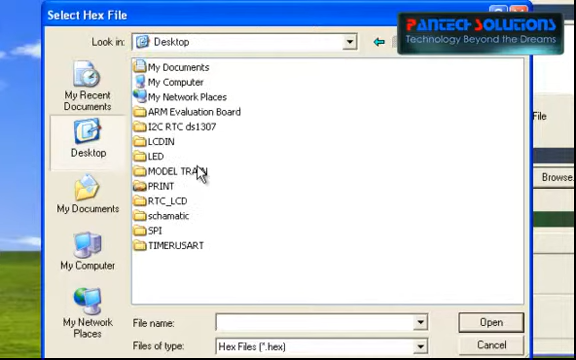 Select Hex File
PANTECH SOLUTIONS
Technology Beyond the Dreams
Look in:
Desktop
My Recent
Documents
Desktop
My Documents
My Computer
My Network
Places
My Documents
My Computer
My Network Places
ARM Evaluation Board
I2C RTC ds1307
LCDIN
LED
MODEL
PRINT
RTC_LCD
schamatic
SPI
TIMERUSART
File
Browse.
File name:
Open
Files of type:
Hex Files (*.hex)
Cancel